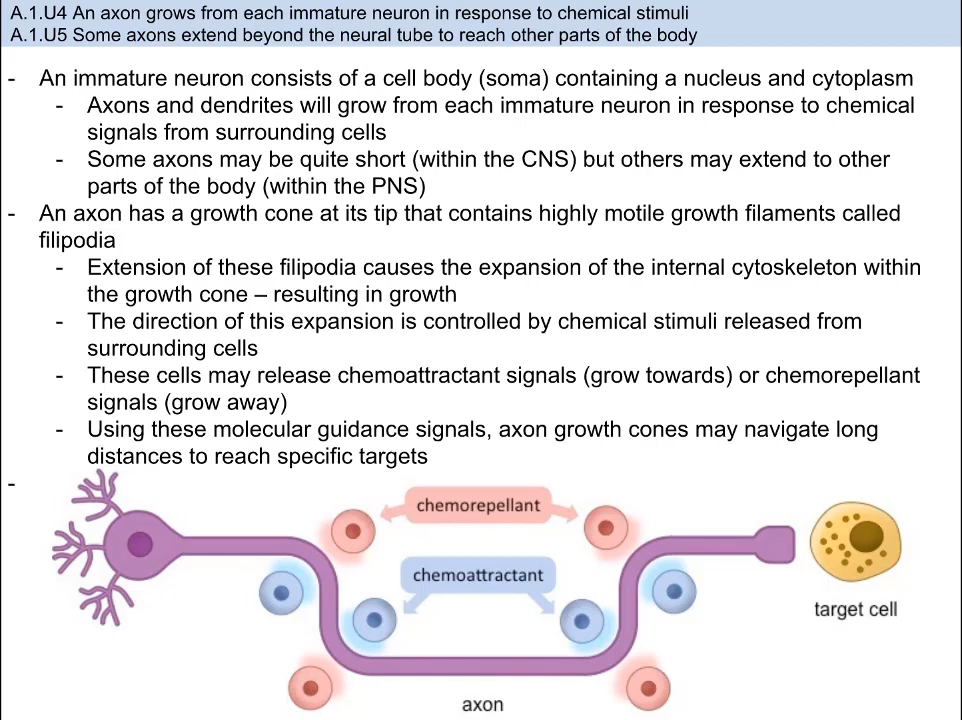 A.1.U4 An axon grows from each immature neuron in response to chemical stimuli
A.1.U5 Some axons extend beyond the neural tube to reach other parts of the body
- An immature neuron consists of a cell body (soma) containing a nucleus and cytoplasm
- Axons and dendrites will grow from each immature neuron in response to chemical
signals from surrounding cells
- Some axons may be quite short (within the CNS) but others may extend to other
parts of the body (within the PNS)
- An axon has a growth cone at its tip that contains highly motile growth filaments called
filipodia
- Extension of these filipodia causes the expansion of the internal cytoskeleton within
the growth cone – resulting in growth
- The direction of this expansion is controlled by chemical stimuli released from
surrounding cells
- These cells may release chemoattractant signals (grow towards) or chemorepellant
signals (grow away)
- Using these molecular guidance signals, axon growth cones may navigate long
distances to reach specific targets
-
chemorepellant
chemoattractant
target cell
axon